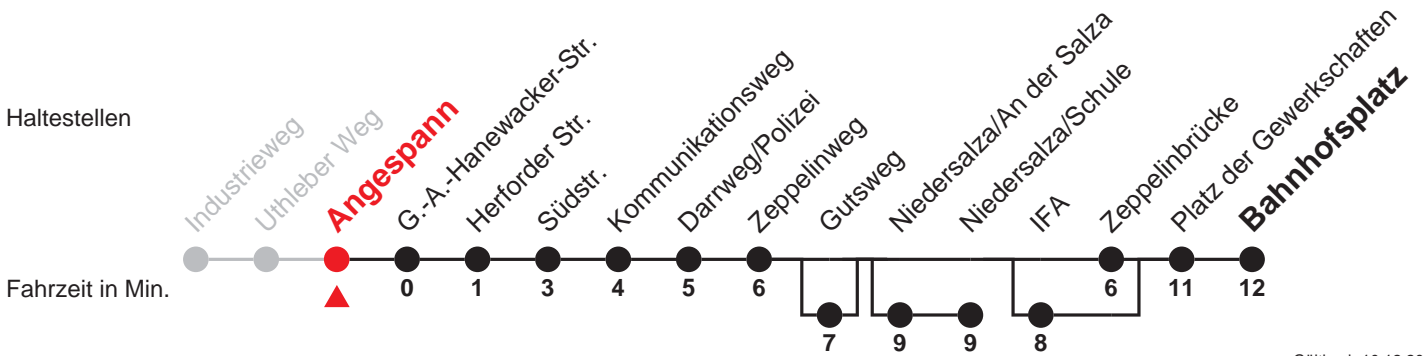 Haltestellen
Industrieweg
Uthleber Weg
Angespann
G.-A.-Hanewacker-Str.
Herforder Str.
Südstr.
Kommunikationsweg
Darrweg/Polizei
Zeppelinweg
Gutsweg
Niedersalza/An der Salza
Niedersalza/Schule
IFA
Zeppelinbrücke
Platz der Gewerkschaften
Bahnhofsplatz
Fahrzeit in Min.
0 1 3 4 5 6 6 11 12
7 9 9 8